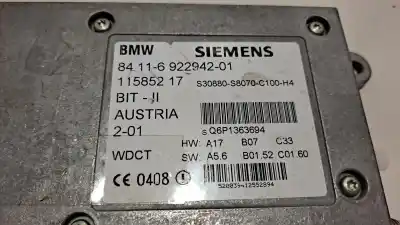 BMW SIEMENS
84.11-6 922942-01
115852 17 S30880-S8070-C100-H4
BIT - II
AUSTRIA
2-01 S Q6P1363694
HW: A17 B07 C33
WDCT SW: A5.6 B01.52 C01.60
CE 0408